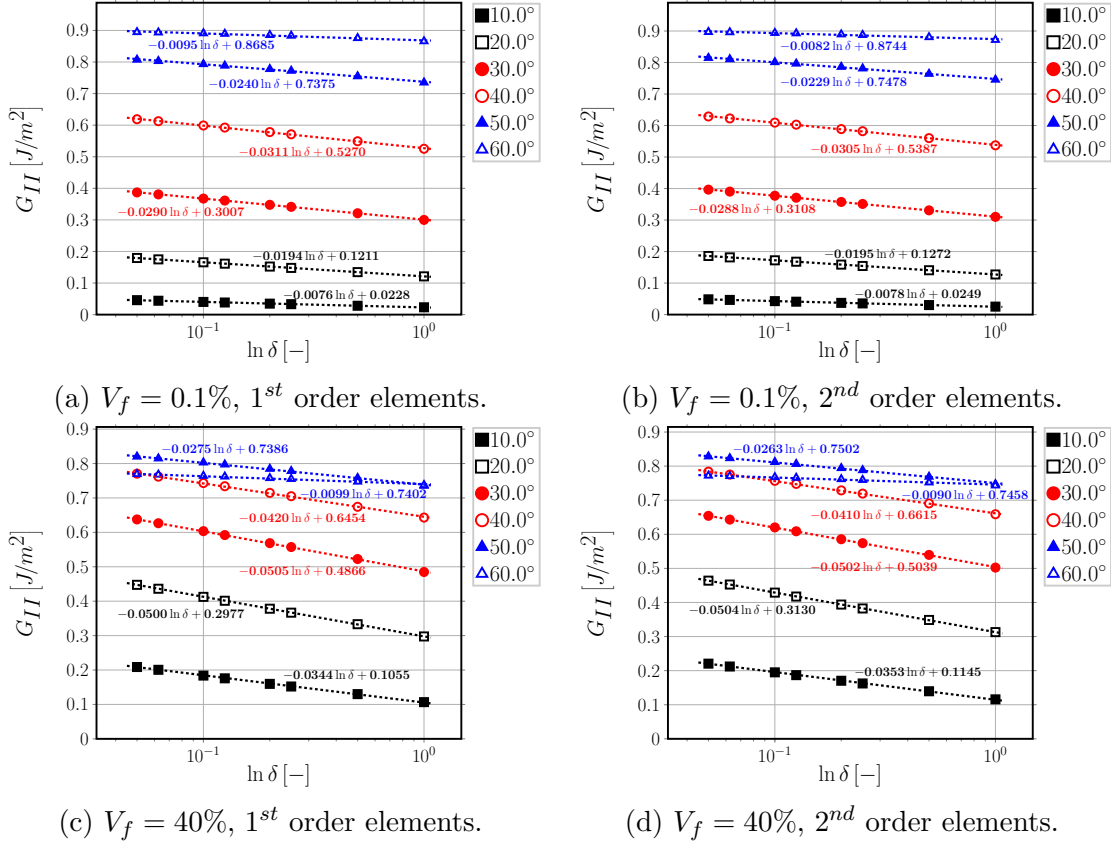 0.9
0.8
0.7
0.6
0.5
0.4
0.3
0.2
0.1
0
G_{II} [J/m^2]
−0.0095 ln δ + 0.8685
−0.0240 ln δ + 0.7375
−0.0311 ln δ + 0.5270
−0.0290 ln δ + 0.3007
−0.0194 ln δ + 0.1211
−0.0076 ln δ + 0.0228
10^{-1}
10^{0}
ln δ [−]
10.0°
20.0°
30.0°
40.0°
50.0°
60.0°
(a) V_f = 0.1%, 1^{st} order elements.
0.9
0.8
0.7
0.6
0.5
0.4
0.3
0.2
0.1
0
G_{II} [J/m^2]
−0.0082 ln δ + 0.8744
−0.0229 ln δ + 0.7478
−0.0305 ln δ + 0.5387
−0.0288 ln δ + 0.3108
−0.0195 ln δ + 0.1272
−0.0078 ln δ + 0.0249
10^{-1}
10^{0}
ln δ [−]
10.0°
20.0°
30.0°
40.0°
50.0°
60.0°
(b) V_f = 0.1%, 2^{nd} order elements.
0.9
0.8
0.7
0.6
0.5
0.4
0.3
0.2
0.1
0
G_{II} [J/m^2]
−0.0275 ln δ + 0.7386
−0.0099 ln δ + 0.7402
−0.0420 ln δ + 0.6454
−0.0505 ln δ + 0.4866
−0.0500 ln δ + 0.2977
−0.0344 ln δ + 0.1055
10^{-1}
10^{0}
ln δ [−]
10.0°
20.0°
30.0°
40.0°
50.0°
60.0°
(c) V_f = 40%, 1^{st} order elements.
0.9
0.8
0.7
0.6
0.5
0.4
0.3
0.2
0.1
0
G_{II} [J/m^2]
−0.0263 ln δ + 0.7502
−0.0090 ln δ + 0.7458
−0.0410 ln δ + 0.6615
−0.0502 ln δ + 0.5039
−0.0504 ln δ + 0.3130
−0.0353 ln δ + 0.1145
10^{-1}
10^{0}
ln δ [−]
10.0°
20.0°
30.0°
40.0°
50.0°
60.0°
(d) V_f = 40%, 2^{nd} order elements.